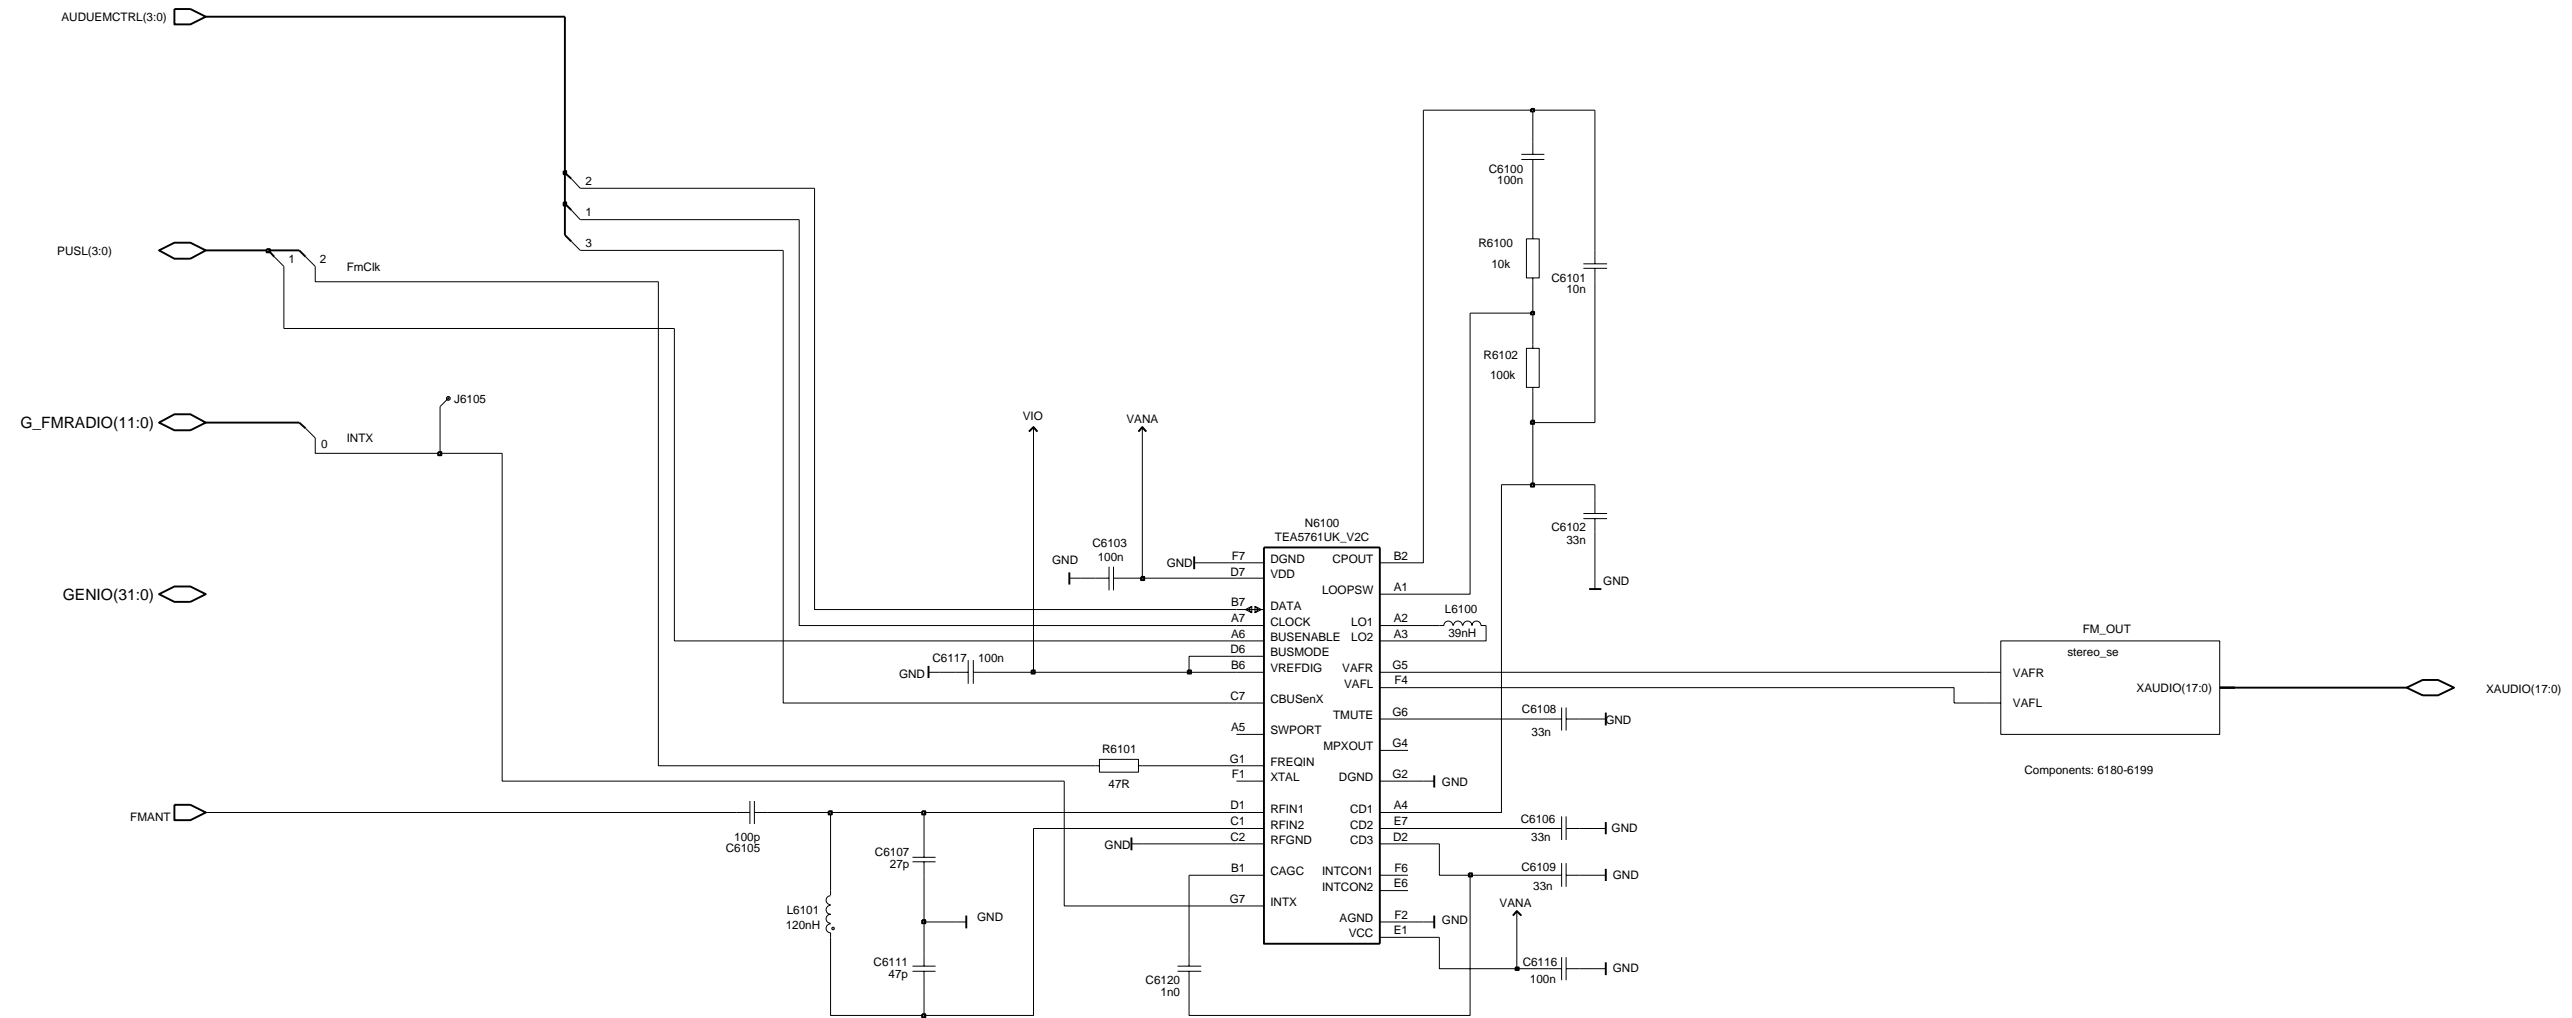 AUDUEMCTRL(3:0)
2
1
3
PUSL(3:0)
1
2
FmClk
G_FMRADIO(11:0)
0
INTX
J6105
GENIO(31:0)
FMANT
100p
C6105
L6101
120nH
C6107
27p
GND
C6111
47p
VIO
VANA
C6103
100n
GND
GND
C6117
100n
GND
R6101
47R
GND
C6120
1n0
N6100
TEA5761UK_V2C
F7
DGND
D7
VDD
B7
DATA
A7
CLOCK
A6
BUSENABLE
D6
BUSMODE
B6
VREFDIG
C7
CBUSenX
A5
SWPORT
G1
FREQIN
F1
XTAL
D1
RFIN1
C1
RFIN2
C2
RFGND
B1
CAGC
G7
INTX
CPOUT
B2
LOOPSW
A1
LO1
A2
LO2
A3
VAFR
G5
VAFL
F4
TMUTE
G6
MPXOUT
G4
DGND
G2
CD1
A4
CD2
E7
CD3
D2
INTCON1
F6
INTCON2
E6
AGND
F2
VCC
E1
C6100
100n
R6100
10k
C6101
10n
R6102
100k
C6102
33n
GND
L6100
39nH
C6108
33n
GND
GND
C6106
33n
GND
C6109
33n
GND
GND
VANA
C6116
100n
GND
FM_OUT
stereo_se
VAFR
VAFL
XAUDIO(17:0)
Components: 6180-6199
XAUDIO(17:0)